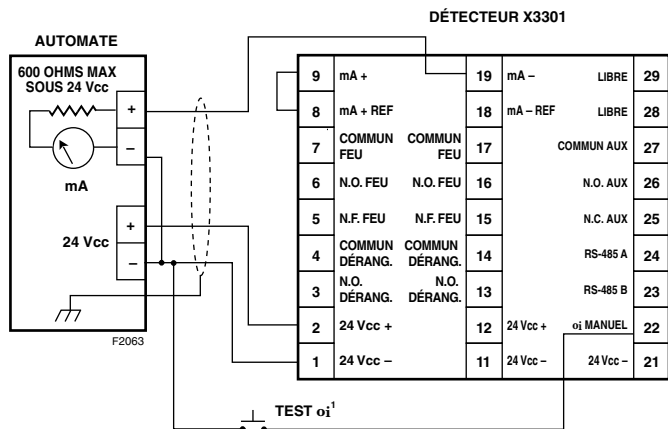 DÉTECTEUR X3301
AUTOMATE
600 OHMS MAX
SOUS 24 Vcc
+
–
mA
24 Vcc
+
–
F2063
9 mA + 19 mA – LIBRE 29
8 mA + REF 18 mA – REF LIBRE 28
7 COMMUN FEU COMMUN FEU 17 COMMUN AUX 27
6 N.O. FEU N.O. FEU 16 N.O. AUX 26
5 N.F. FEU N.F. FEU 15 N.C. AUX 25
4 COMMUN DÉRANG. COMMUN DÉRANG. 14 RS-485 A 24
3 N.O. DÉRANG. N.O. DÉRANG. 13 RS-485 B 23
2 24 Vcc + 12 24 Vcc + oi MANUEL 22
1 24 Vcc – 11 24 Vcc – 24 Vcc – 21
TEST oi¹